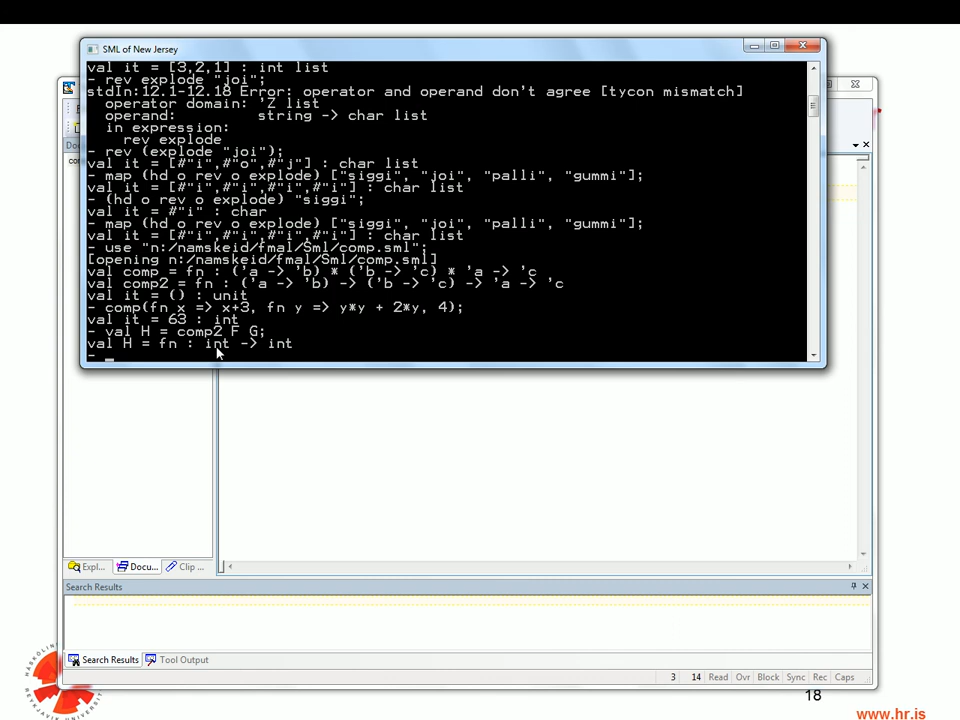 SML of New Jersey
val it = [3,2,1] : int list
- rev explode "joi";
stdIn:12.1-12.18 Error: operator and operand don't agree [tycon mismatch]
operator domain: 'Z list
operand:         string -> char list
in expression:
rev explode
- rev (explode "joi");
val it = [#"i",#"o",#"j"] : char list
- map (hd o rev o explode) ["siggi", "joi", "palli", "gummi"];
val it = [#"i",#"i",#"i",#"i"] : char list
- (hd o rev o explode) "siggi";
val it = #"i" : char
- map (hd o rev o explode) ["siggi", "joi", "palli", "gummi"];
val it = [#"i",#"i",#"i",#"i"] : char list
- use "n:/namskeid/fmal/Sml/comp.sml";
[opening n:/namskeid/fmal/Sml/comp.sml]
val comp = fn : ('a -> 'b) * ('b -> 'c) * 'a -> 'c
val comp2 = fn : ('a -> 'b) -> ('b -> 'c) -> 'a -> 'c
val it = () : unit
- comp(fn x => x+3, fn y => y*y + 2*y, 4);
val it = 63 : int
- val H = comp2 F G;
val H = fn : int -> int
-
Expl... Docu... Clip ...
Search Results
Search Results Tool Output
3 14 Read Ovr Block Sync Rec Caps
18
www.hr.is